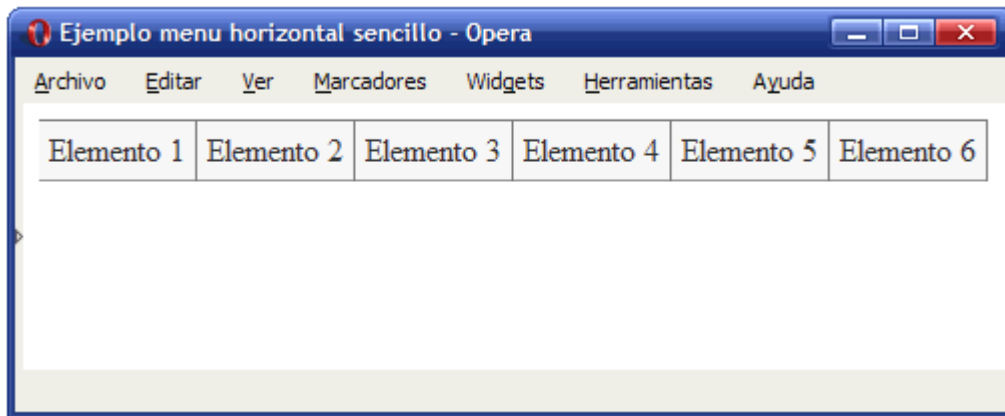 Ejemplo menu horizontal sencillo - Opera
Archivo Editar Ver Marcadores Widgets Herramientas Ayuda
Elemento 1 Elemento 2 Elemento 3 Elemento 4 Elemento 5 Elemento 6